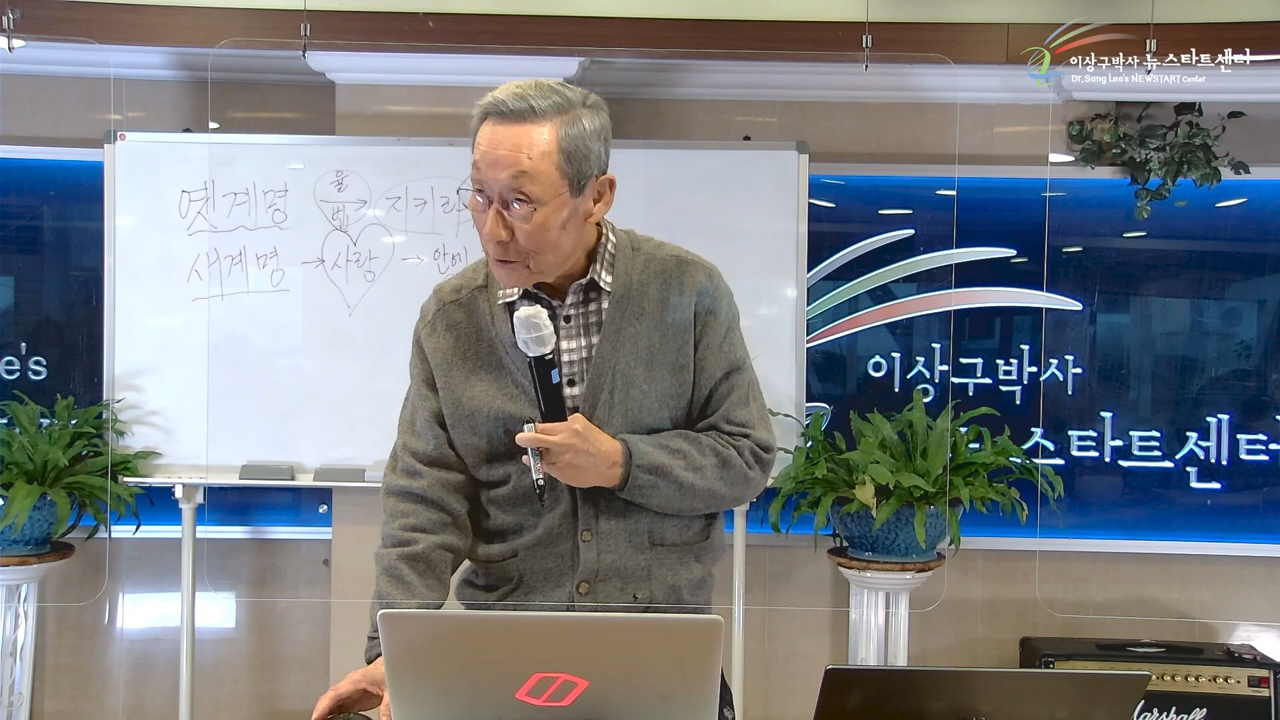 이상구박사 뉴스타트센터
Dr. Sang Lee's NEWSTART Center
옛계명 율법 → 지키라
새계명 → 사랑 →
e's
이상구박사
스타트센터
Marshall